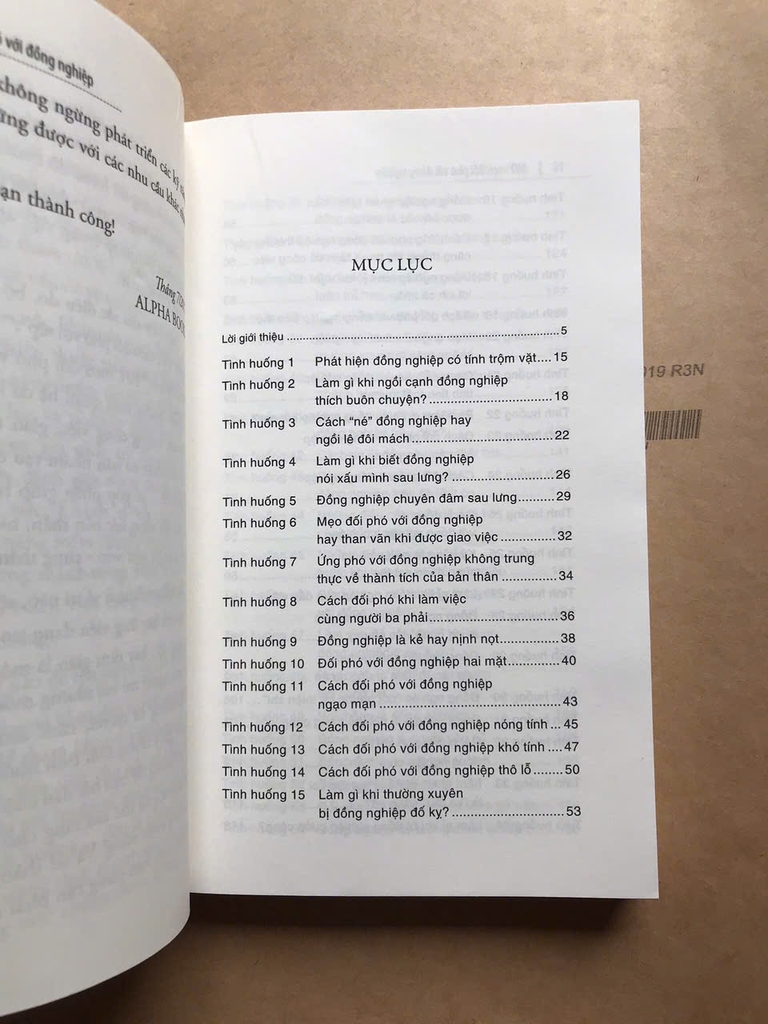 với đồng nghiệp
không ngừng phát triển các kỹ
ứng được với các nhu cầu khác
ạn thành công!
Tháng
ALPHA BOO
MỤC LỤC
Lời giới thiệu 5
Tình huống 1 Phát hiện đồng nghiệp có tính trộm vặt 15
Tình huống 2 Làm gì khi ngồi cạnh đồng nghiệp
thích buôn chuyện? 18
Tình huống 3 Cách “né” đồng nghiệp hay
ngồi lê đôi mách 22
Tình huống 4 Làm gì khi biết đồng nghiệp
nói xấu mình sau lưng? 26
Tình huống 5 Đồng nghiệp chuyên đâm sau lưng 29
Tình huống 6 Mẹo đối phó với đồng nghiệp
hay than vãn khi được giao việc 32
Tình huống 7 Ứng phó với đồng nghiệp không trung
thực về thành tích của bản thân 34
Tình huống 8 Cách đối phó khi làm việc
cùng người ba phải 36
Tình huống 9 Đồng nghiệp là kẻ hay nịnh nọt 38
Tình huống 10 Đối phó với đồng nghiệp hai mặt 40
Tình huống 11 Cách đối phó với đồng nghiệp
ngạo mạn 43
Tình huống 12 Cách đối phó với đồng nghiệp nóng tính 45
Tình huống 13 Cách đối phó với đồng nghiệp khó tính 47
Tình huống 14 Cách đối phó với đồng nghiệp thô lỗ 50
Tình huống 15 Làm gì khi thường xuyên
bị đồng nghiệp đố kỵ? 53
019 R3N